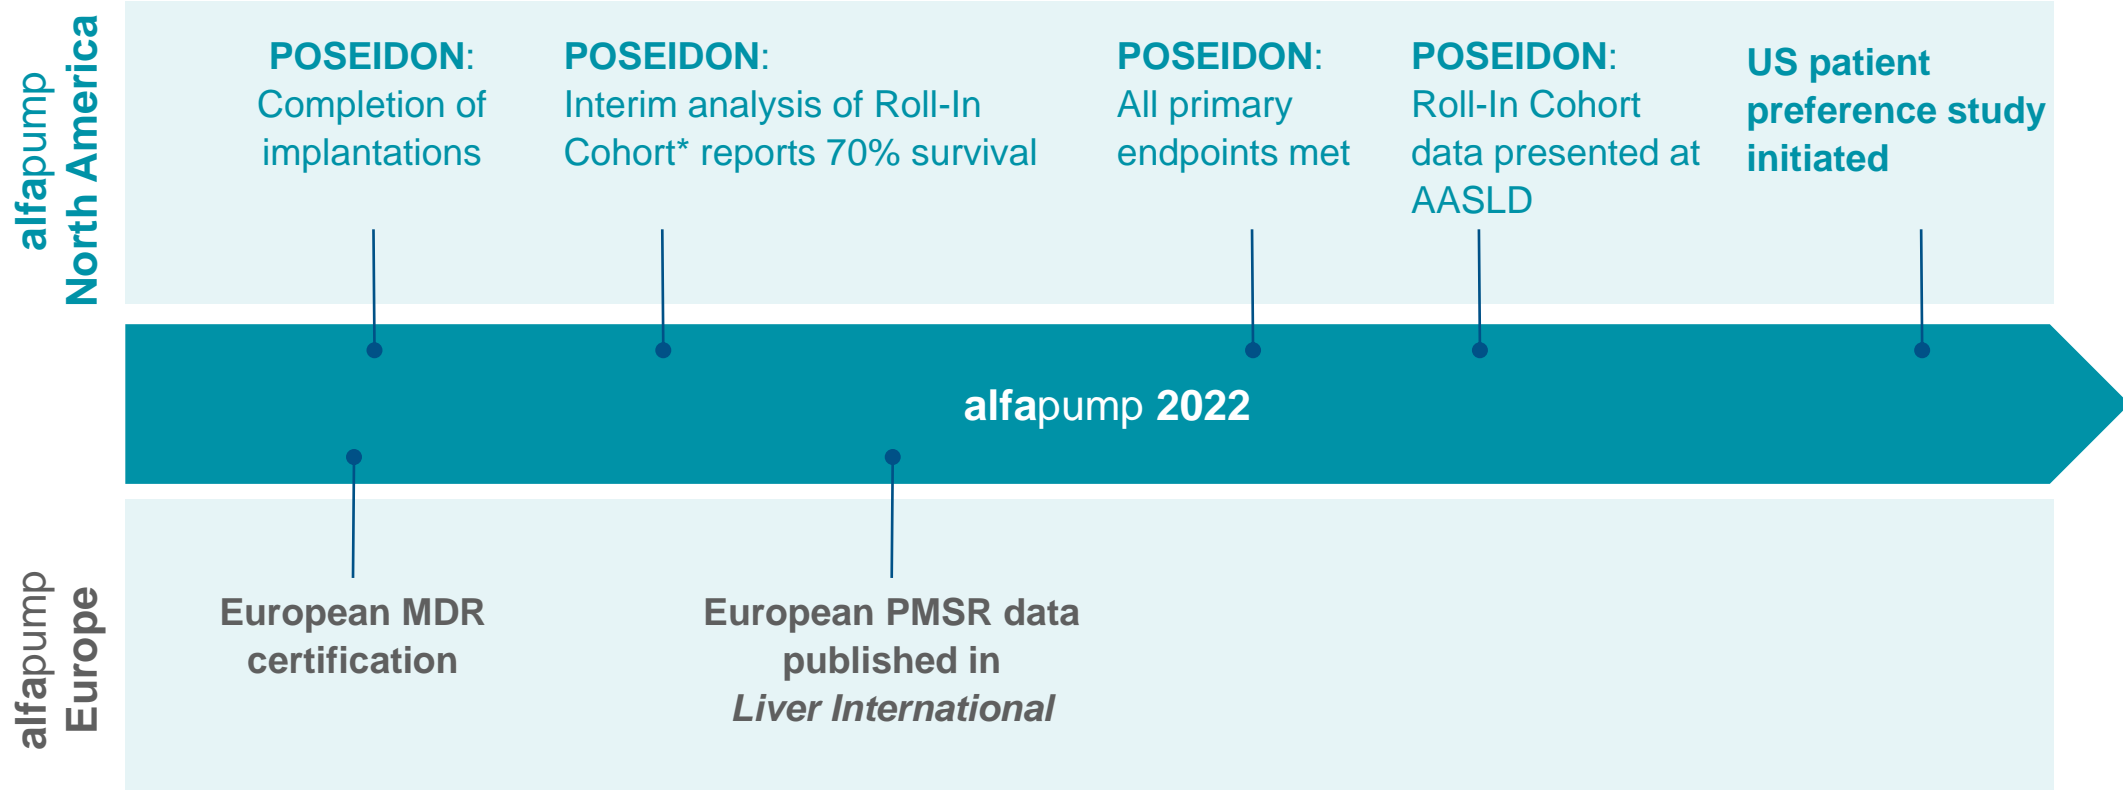 alfapump
North America
POSEIDON:
Completion of
implantations
POSEIDON:
Interim analysis of Roll-In
Cohort* reports 70% survival
POSEIDON:
All primary
endpoints met
POSEIDON:
Roll-In Cohort
data presented at
AASLD
US patient
preference study
initiated
alfapump 2022
alfapump
Europe
European MDR
certification
European PMSR data
published in
Liver International